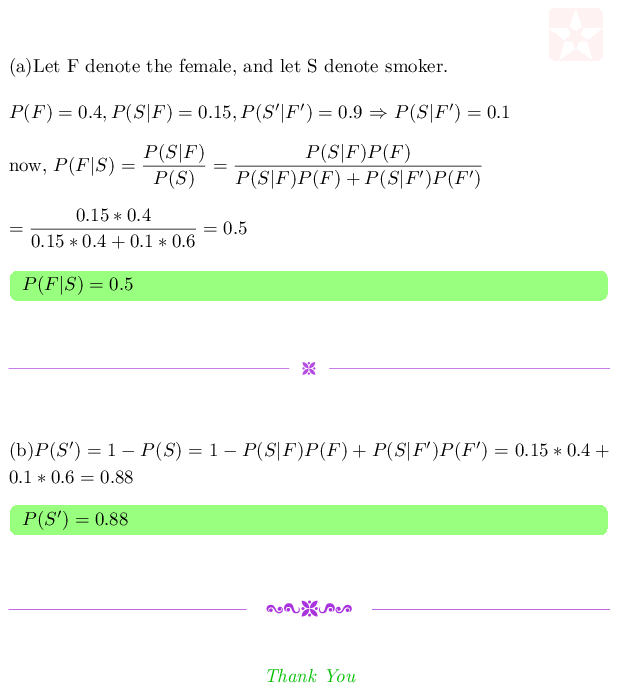 (a)Let F denote the female, and let S denote smoker.
P(F) = 0.4, P(S|F) = 0.15, P(S′|F′) = 0.9 ⇒ P(S|F′) = 0.1
now, P(F|S) = \frac{P(S|F)}{P(S)} = \frac{P(S|F)P(F)}{P(S|F)P(F) + P(S|F′)P(F′)}
= \frac{0.15 * 0.4}{0.15 * 0.4 + 0.1 * 0.6} = 0.5
P(F|S) = 0.5
(b)P(S′) = 1 − P(S) = 1 − P(S|F)P(F) + P(S|F′)P(F′) = 0.15 * 0.4 +
0.1 * 0.6 = 0.88
P(S′) = 0.88
Thank You